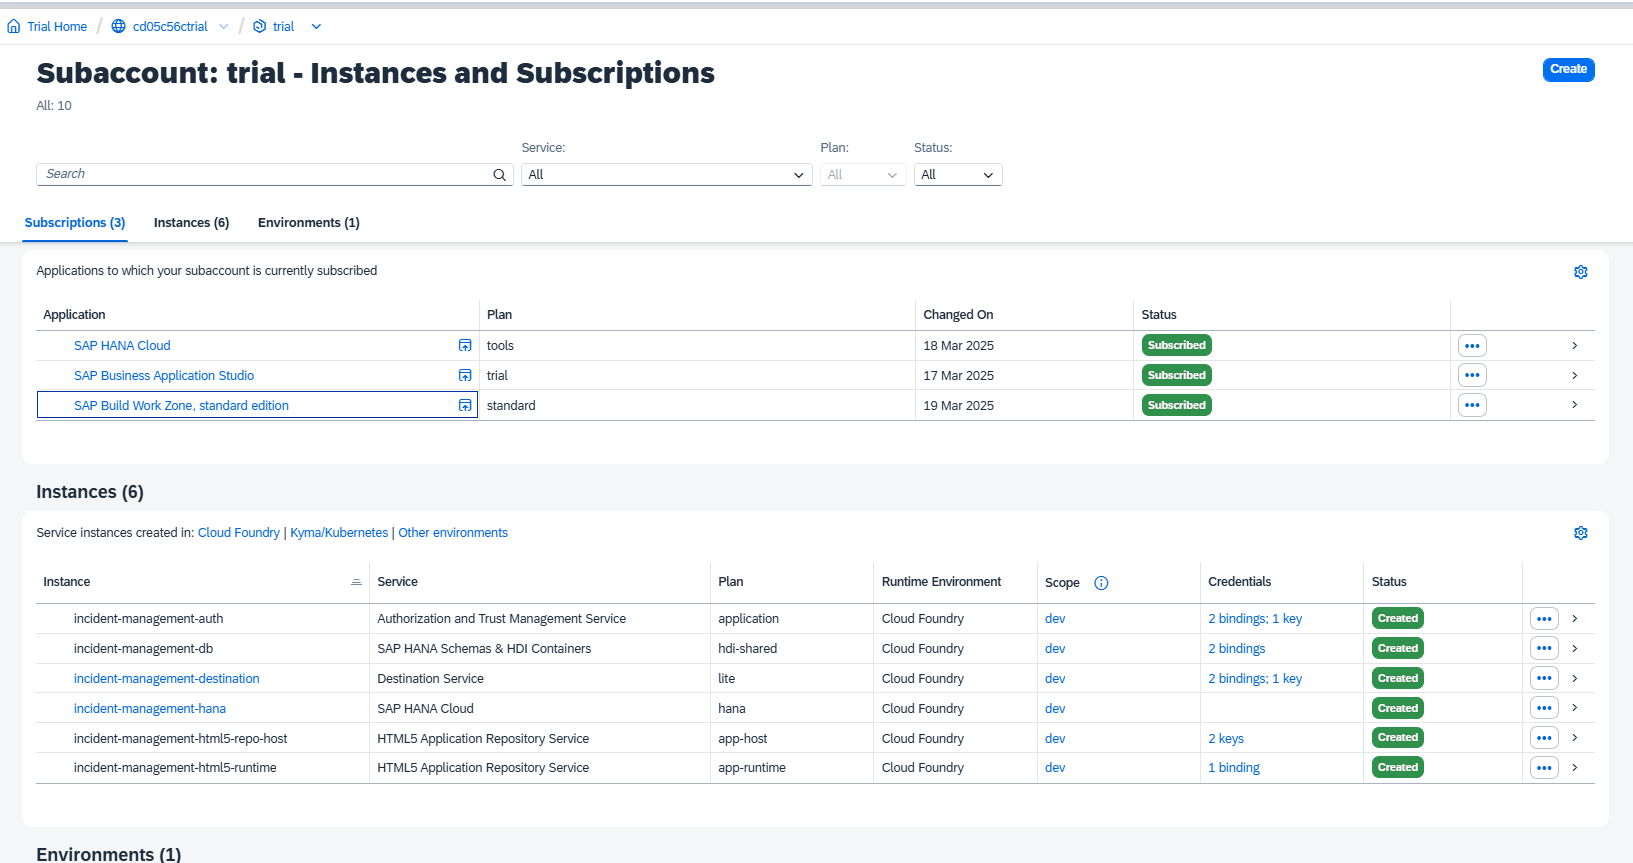 Trial Home / cd05c56ctrial / trial
Subaccount: trial - Instances and Subscriptions
Create
All: 10
Service: Plan: Status:
Search All All All
Subscriptions (3) Instances (6) Environments (1)
Applications to which your subaccount is currently subscribed
Application Plan Changed On Status
SAP HANA Cloud tools 18 Mar 2025 Subscribed
SAP Business Application Studio trial 17 Mar 2025 Subscribed
SAP Build Work Zone, standard edition standard 19 Mar 2025 Subscribed
Instances (6)
Service instances created in: Cloud Foundry | Kyma/Kubernetes | Other environments
Instance Service Plan Runtime Environment Scope Credentials Status
incident-management-auth Authorization and Trust Management Service application Cloud Foundry dev 2 bindings; 1 key Created
incident-management-db SAP HANA Schemas & HDI Containers hdi-shared Cloud Foundry dev 2 bindings Created
incident-management-destination Destination Service lite Cloud Foundry dev 2 bindings; 1 key Created
incident-management-hana SAP HANA Cloud hana Cloud Foundry dev Created
incident-management-html5-repo-host HTML5 Application Repository Service app-host Cloud Foundry dev 2 keys Created
incident-management-html5-runtime HTML5 Application Repository Service app-runtime Cloud Foundry dev 1 binding Created
Environments (1)